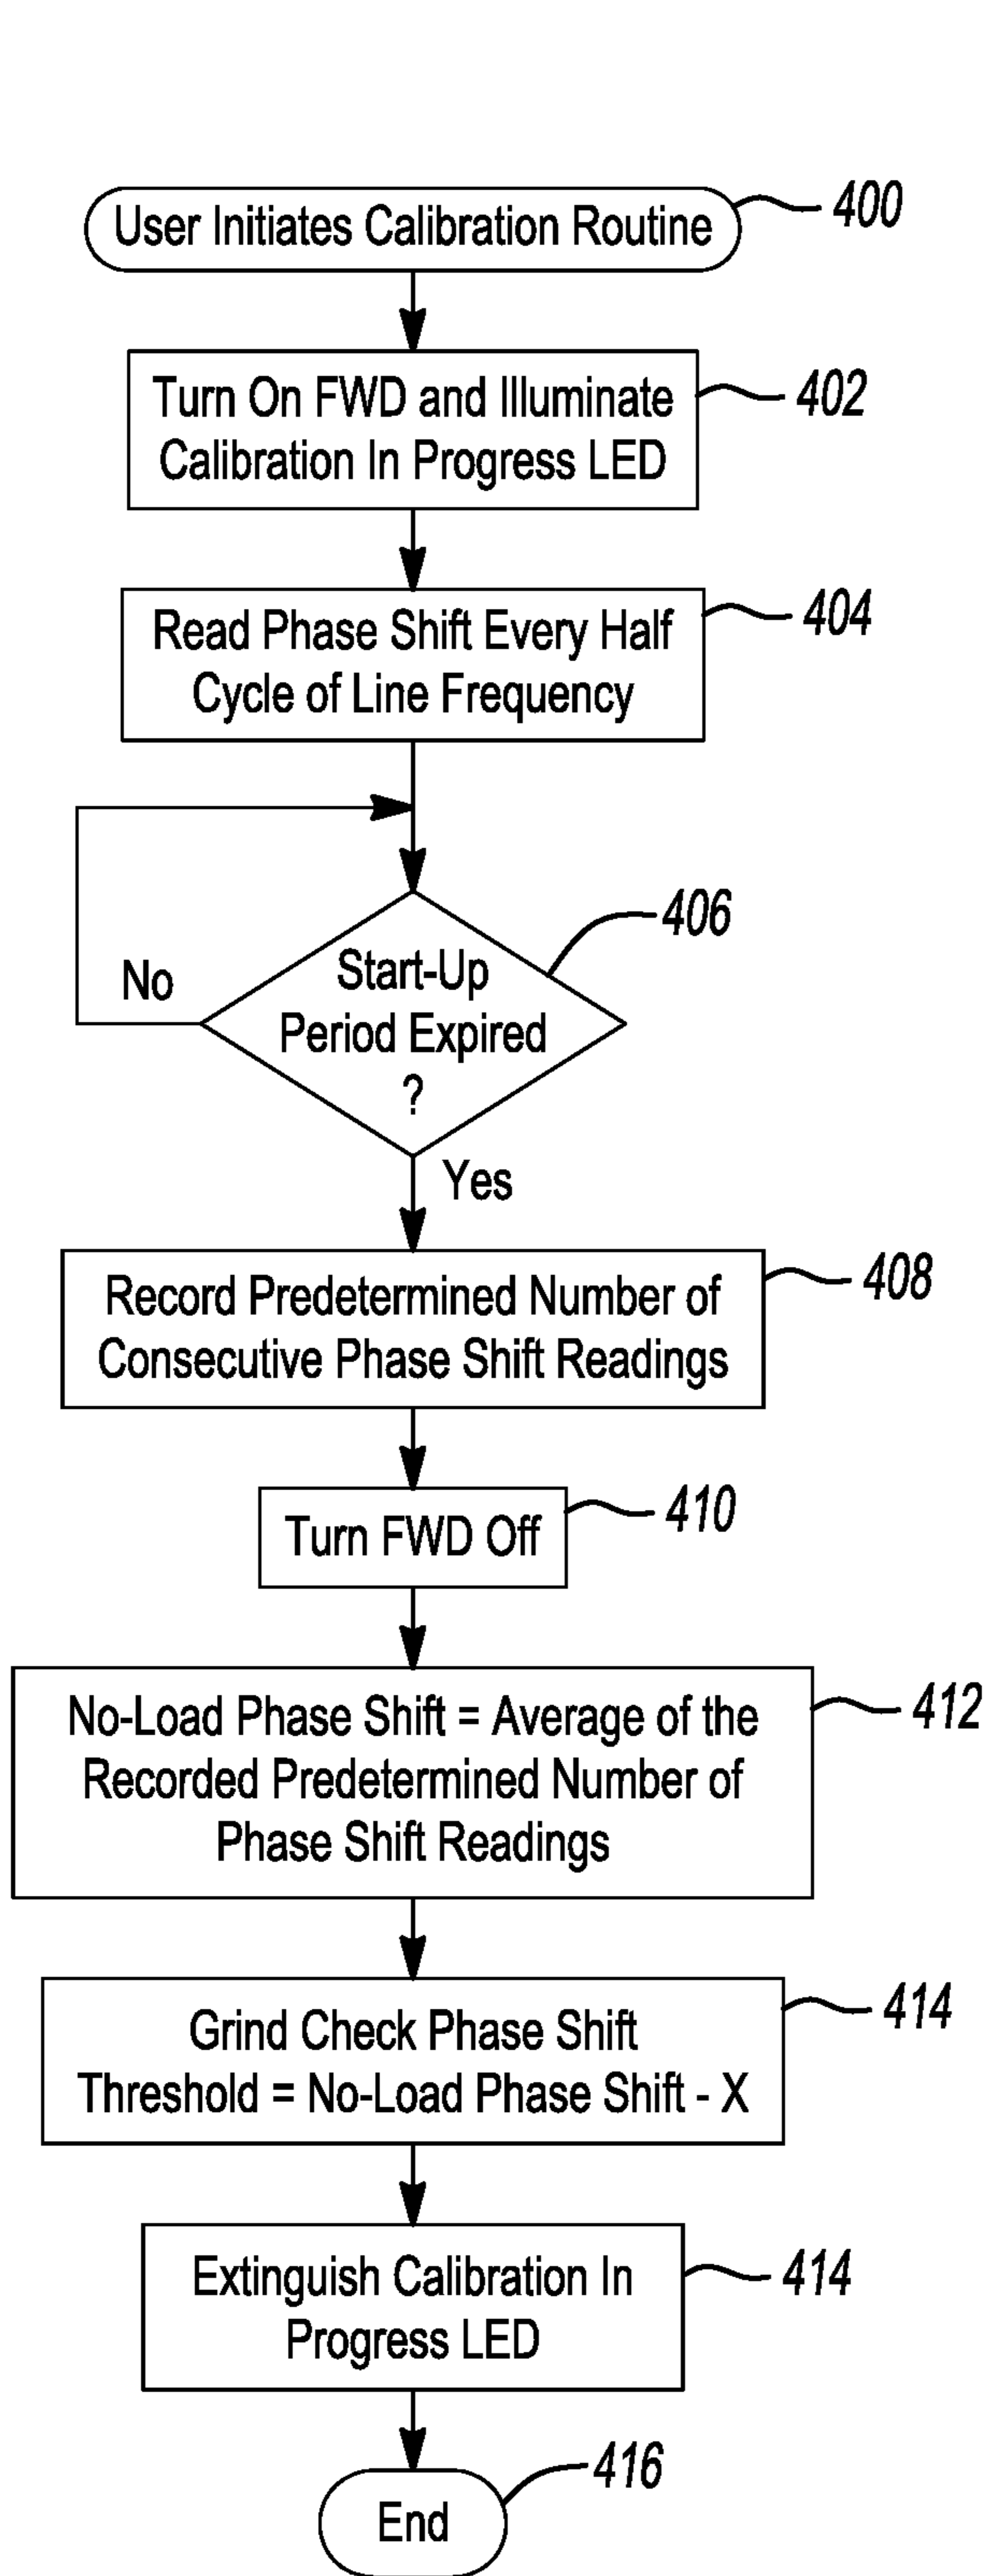 User Initiates Calibration Routine
400
Turn On FWD and Illuminate
Calibration In Progress LED
402
Read Phase Shift Every Half
Cycle of Line Frequency
404
Start-Up
Period Expired
?
406
No
Yes
Record Predetermined Number of
Consecutive Phase Shift Readings
408
Turn FWD Off
410
No-Load Phase Shift = Average of the
Recorded Predetermined Number of
Phase Shift Readings
412
Grind Check Phase Shift
Threshold = No-Load Phase Shift - X
414
Extinguish Calibration In
Progress LED
414
End
416